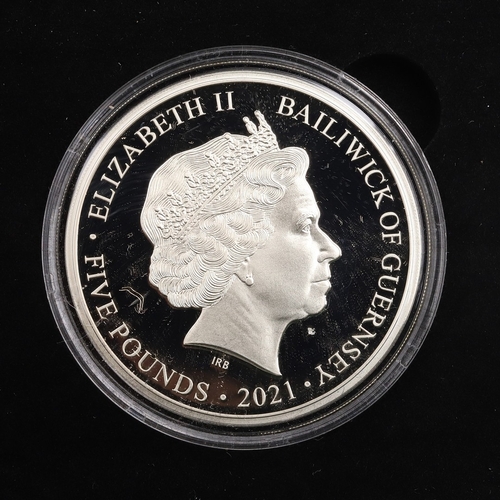 ELIZABETH II BAILIWICK OF GUERNSEY · 2021 · FIVE POUNDS ·
IRB